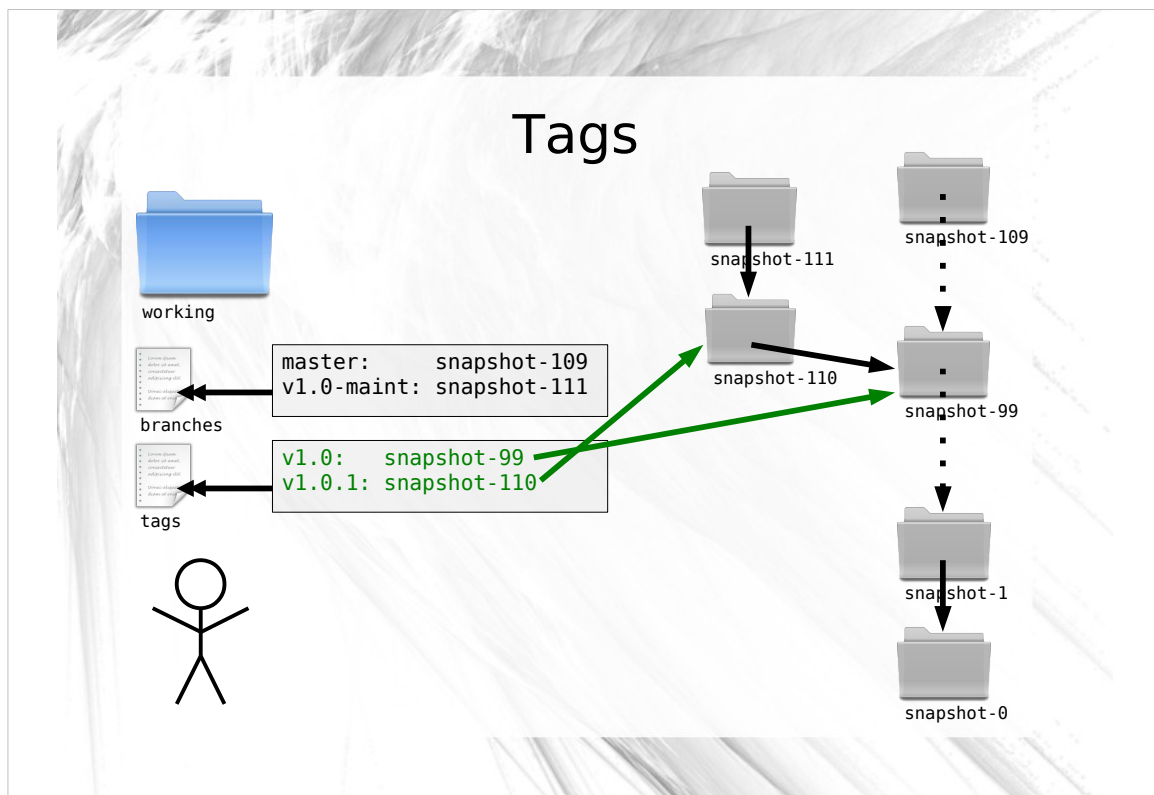 Tags
working
branches
tags
master: snapshot-109
v1.0-maint: snapshot-111
v1.0: snapshot-99
v1.0.1: snapshot-110
snapshot-111
snapshot-110
snapshot-109
snapshot-99
snapshot-1
snapshot-0